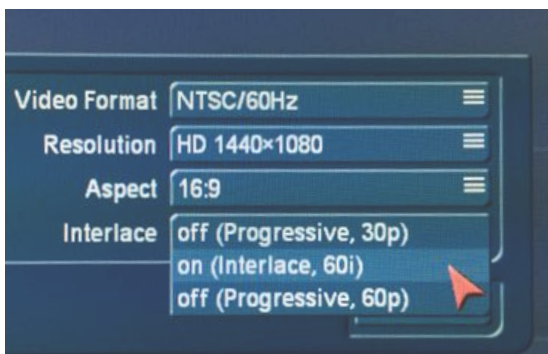 Video Format NTSC/60Hz
Resolution HD 1440×1080
Aspect 16:9
Interlace off (Progressive, 30p)
on (Interlace, 60i)
off (Progressive, 60p)